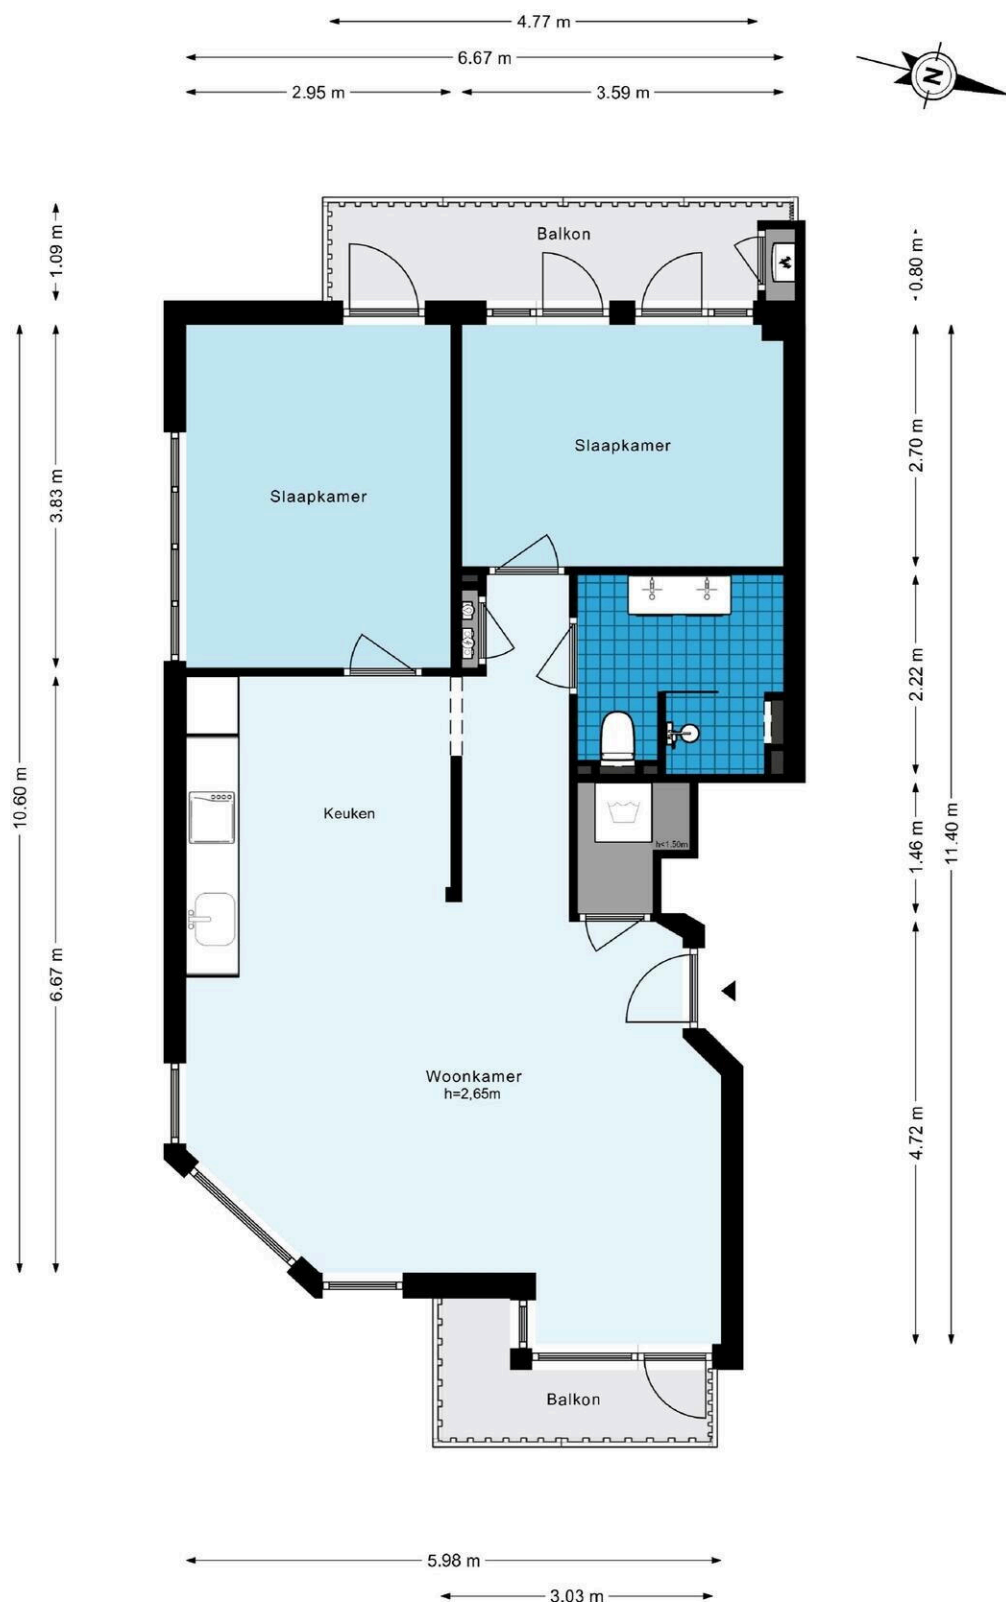 4.77 m
6.67 m
2.95 m
3.59 m
N
1.09 m
0.80 m
Balkon
3.83 m
2.70 m
Slaapkamer
Slaapkamer
2.22 m
10.60 m
6.67 m
Keuken
h<1.50m
1.46 m
11.40 m
Woonkamer
h=2,65m
4.72 m
Balkon
5.98 m
3.03 m